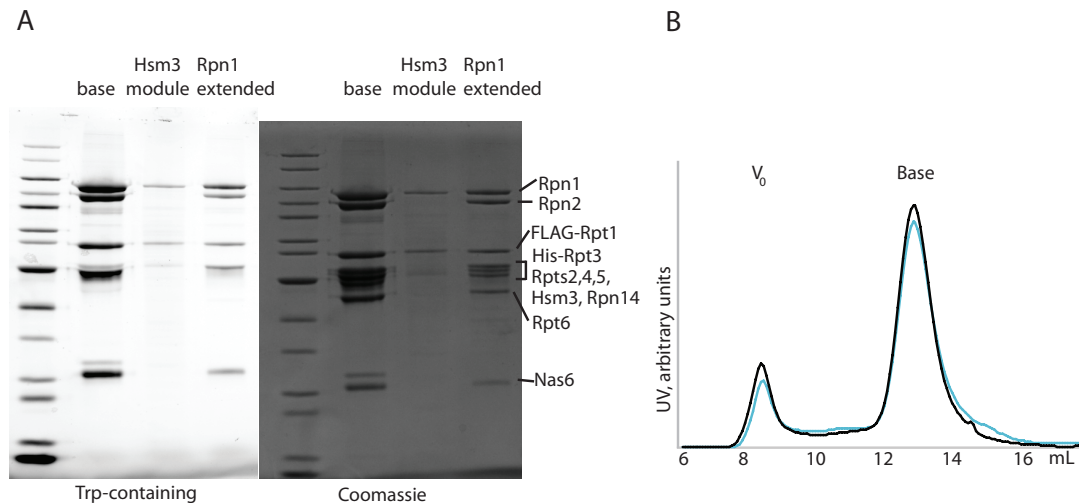 A
Hsm3 Rpn1
base module extended
Hsm3 Rpn1
base module extended
Rpn1
Rpn2
FLAG-Rpt1
His-Rpt3
Rpts2,4,5,
Hsm3, Rpn14
Rpt6
Nas6
Trp-containing
Coomassie
B
V0
Base
UV, arbitrary units
6 8 10 12 14 16 mL